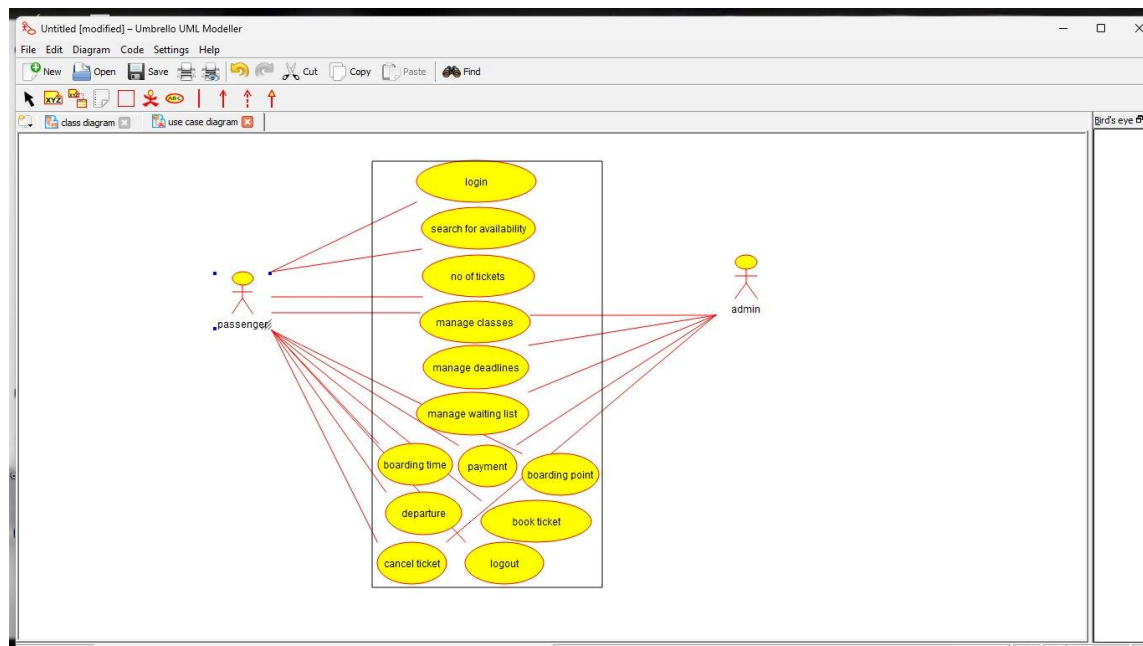 Untitled [modified] – Umbrello UML Modeller
File Edit Diagram Code Settings Help
New Open Save Cut Copy Paste Find
XYZ ABC
class diagram use case diagram
Bird's eye
login
search for availability
no of tickets
passenger
manage classes
admin
manage deadlines
manage waiting list
boarding time payment boarding point
departure book ticket
cancel ticket logout